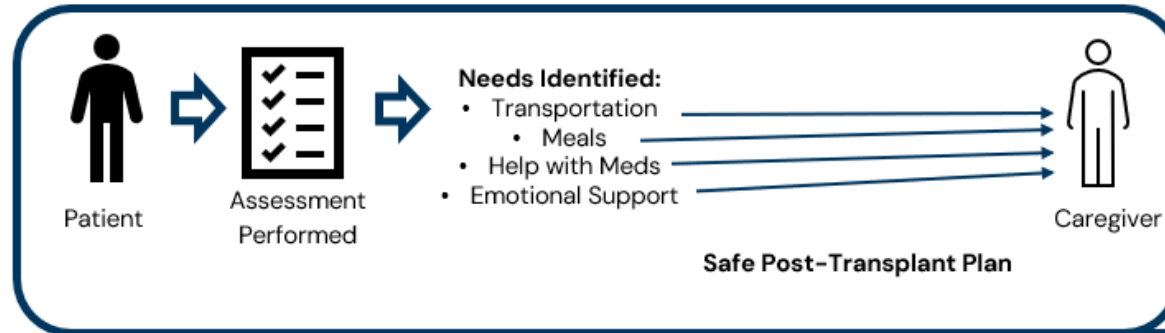 Patient
Assessment
Performed
Needs Identified:
• Transportation
• Meals
• Help with Meds
• Emotional Support
Caregiver
Safe Post-Transplant Plan